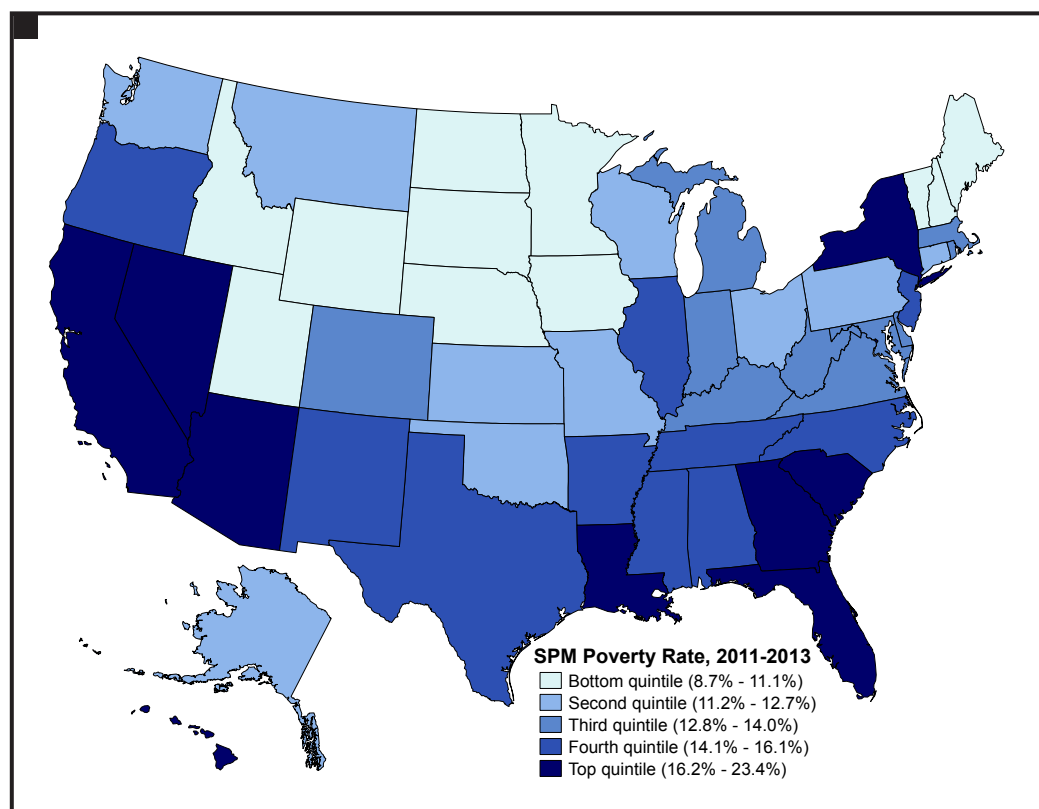 SPM Poverty Rate, 2011-2013
Bottom quintile (8.7% - 11.1%)
Second quintile (11.2% - 12.7%)
Third quintile (12.8% - 14.0%)
Fourth quintile (14.1% - 16.1%)
Top quintile (16.2% - 23.4%)